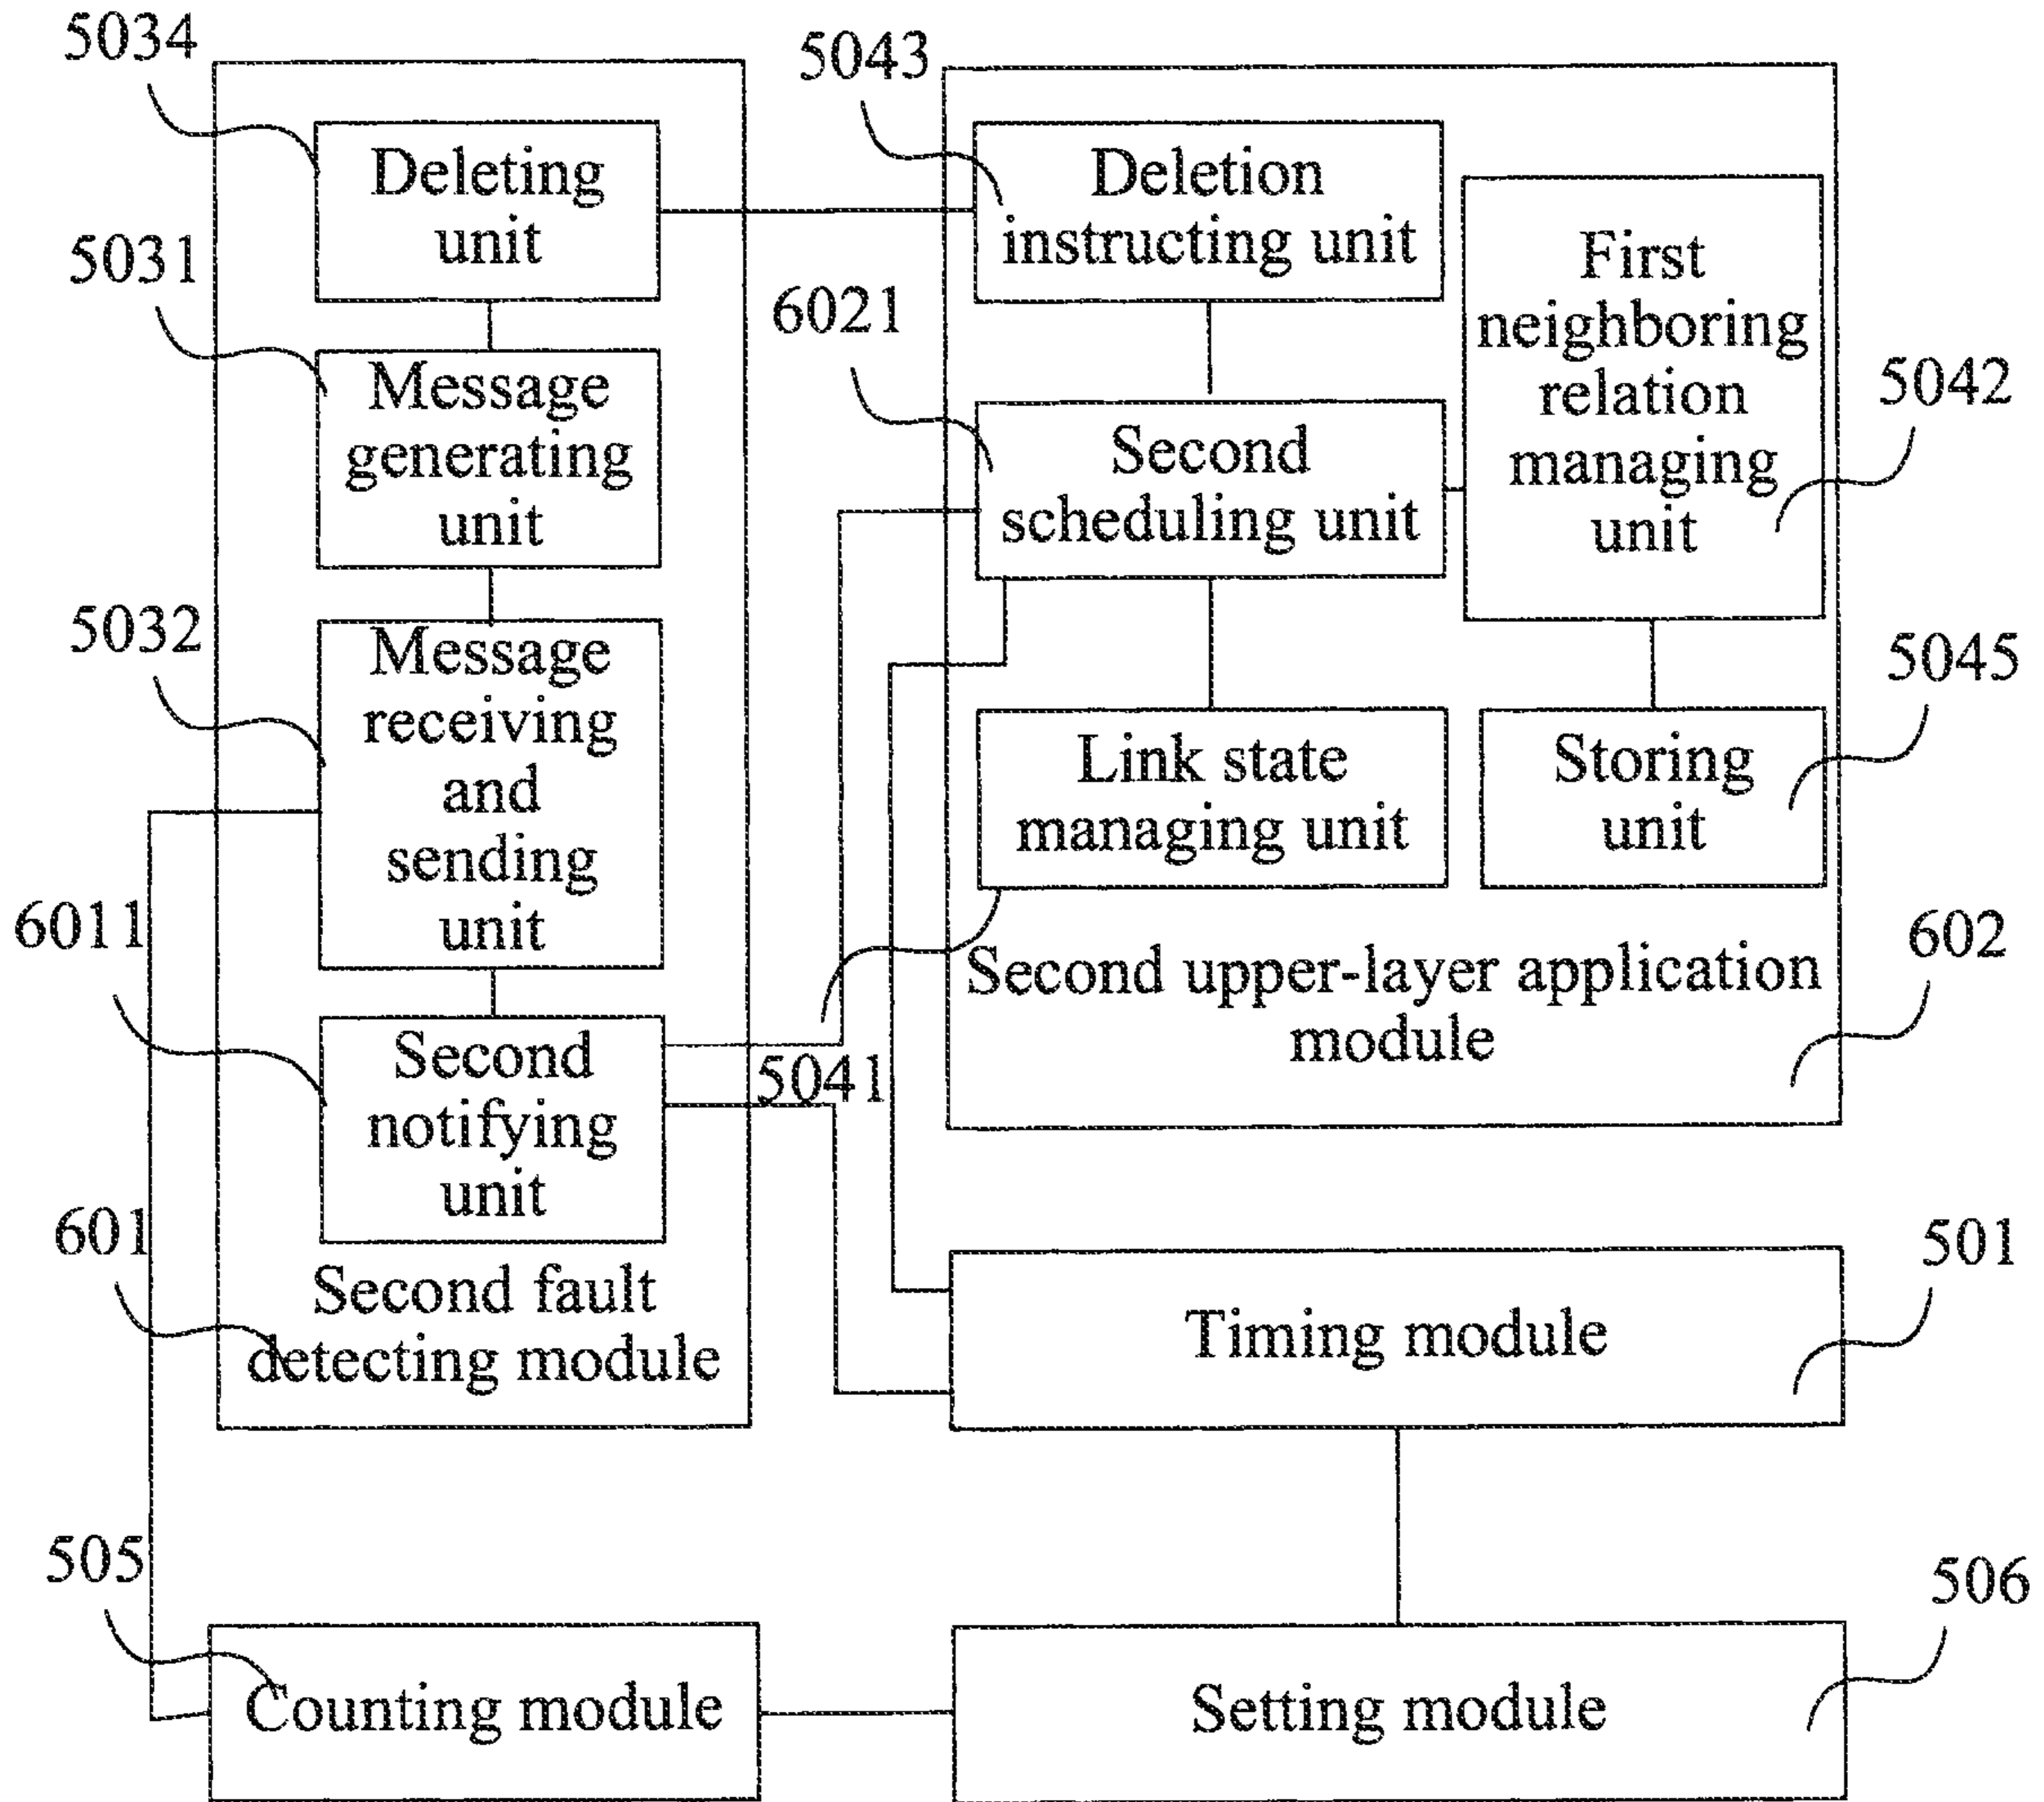 5034
5043
Deleting
unit
Deletion
instructing unit
5031
6021
First
neighboring
relation
managing
unit
5042
Message
generating
unit
Second
scheduling unit
5032
Message
receiving
and
sending
unit
5045
Link state
managing unit
Storing
unit
6011
602
Second upper-layer application
module
Second
notifying
unit
5041
601
Second fault
detecting module
501
Timing module
505
506
Counting module
Setting module